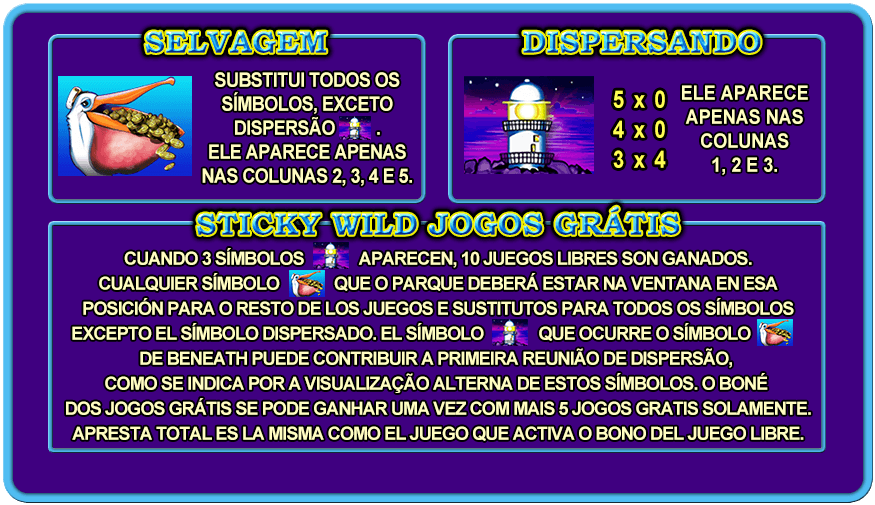 SELVAGEM
SUBSTITUI TODOS OS
SÍMBOLOS, EXCETO
DISPERSÃO .
ELE APARECE APENAS
NAS COLUNAS 2, 3, 4 E 5.
DISPERSANDO
5 x 0
4 x 0
3 x 4
ELE APARECE
APENAS NAS
COLUNAS
1, 2 E 3.
STICKY WILD JOGOS GRÁTIS
CUANDO 3 SÍMBOLOS APARECEN, 10 JUEGOS LIBRES SON GANADOS.
CUALQUIER SÍMBOLO QUE O PARQUE DEBERÁ ESTAR NA VENTANA EN ESA
POSICIÓN PARA O RESTO DE LOS JUEGOS E SUSTITUTOS PARA TODOS OS SÍMBOLOS
EXCEPTO EL SÍMBOLO DISPERSADO. EL SÍMBOLO QUE OCURRE O SÍMBOLO
DE BENEATH PUEDE CONTRIBUIR A PRIMEIRA REUNIÃO DE DISPERSÃO,
COMO SE INDICA POR A VISUALIZAÇÃO ALTERNA DE ESTOS SÍMBOLOS. O BONÉ
DOS JOGOS GRÁTIS SE PODE GANHAR UMA VEZ COM MAIS 5 JOGOS GRATIS SOLAMENTE.
APRESTA TOTAL ES LA MISMA COMO EL JUEGO QUE ACTIVA O BONO DEL JUEGO LIBRE.